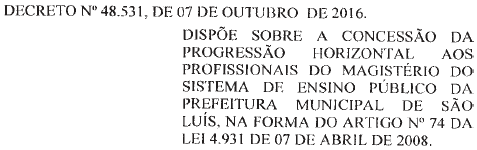 DECRETO Nº 48.531, DE 07 DE OUTUBRO DE 2016.
DISPÕE SOBRE A CONCESSÃO DA
PROGRESSÃO HORIZONTAL AOS
PROFISSIONAIS DO MAGISTÉRIO DO
SISTEMA DE ENSINO PÚBLICO DA
PREFEITURA MUNICIPAL DE SÃO
LUÍS, NA FORMA DO ARTIGO Nº 74 DA
LEI 4.931 DE 07 DE ABRIL DE 2008.